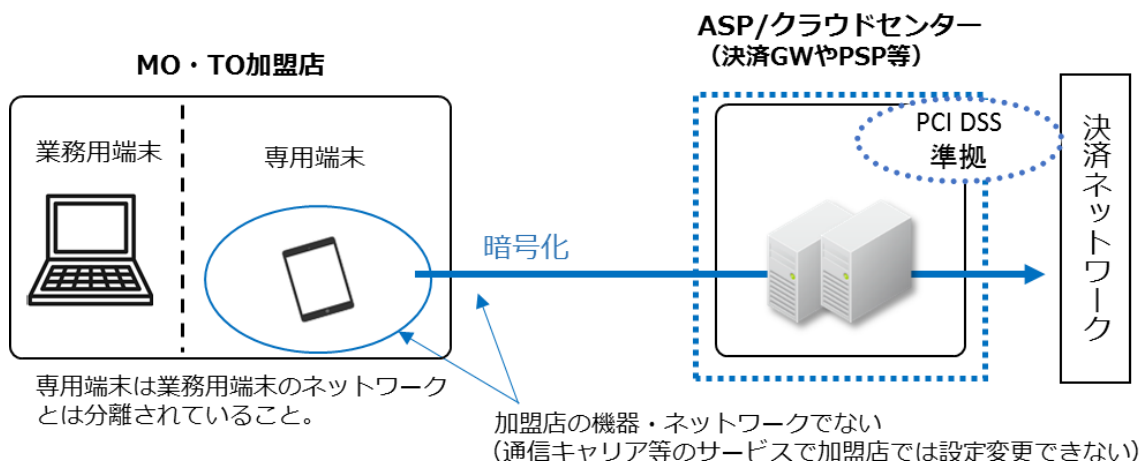 ASP/クラウドセンター
（決済GWやPSP等）
MO・TO加盟店
業務用端末
専用端末
暗号化
PCI DSS
準拠
決済ネットワーク
専用端末は業務用端末のネットワーク
とは分離されていること。
加盟店の機器・ネットワークでない
（通信キャリア等のサービスで加盟店では設定変更できない）